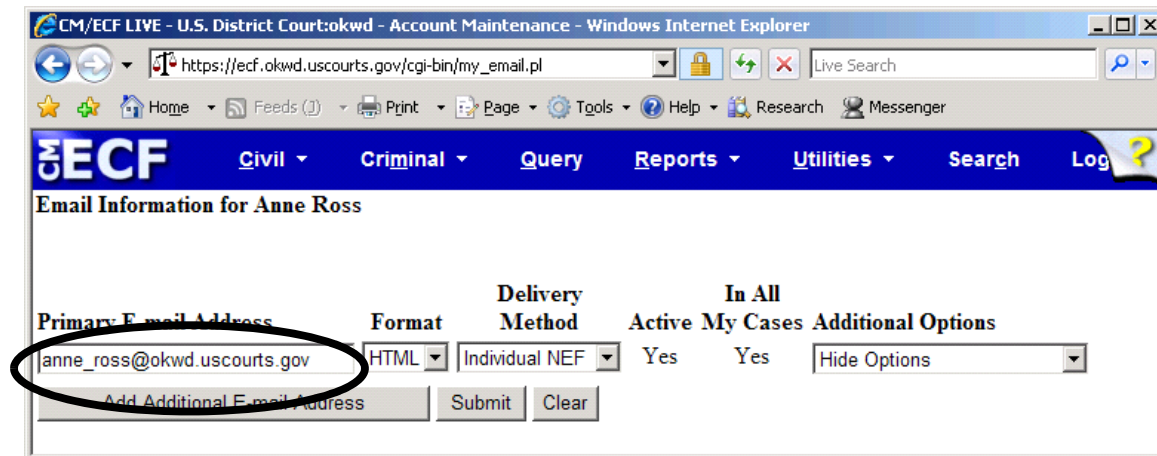 CM/ECF LIVE - U.S. District Court:okwd - Account Maintenance - Windows Internet Explorer
https://ecf.okwd.uscourts.gov/cgi-bin/my_email.pl Live Search
Home Feeds (J) Print Page Tools Help Research Messenger
CM ECF Civil Criminal Query Reports Utilities Search Log ?
Email Information for Anne Ross
Delivery In All
Primary E-mail Address Format Method Active My Cases Additional Options
anne_ross@okwd.uscourts.gov HTML Individual NEF Yes Yes Hide Options
Add Additional E-mail Address Submit Clear